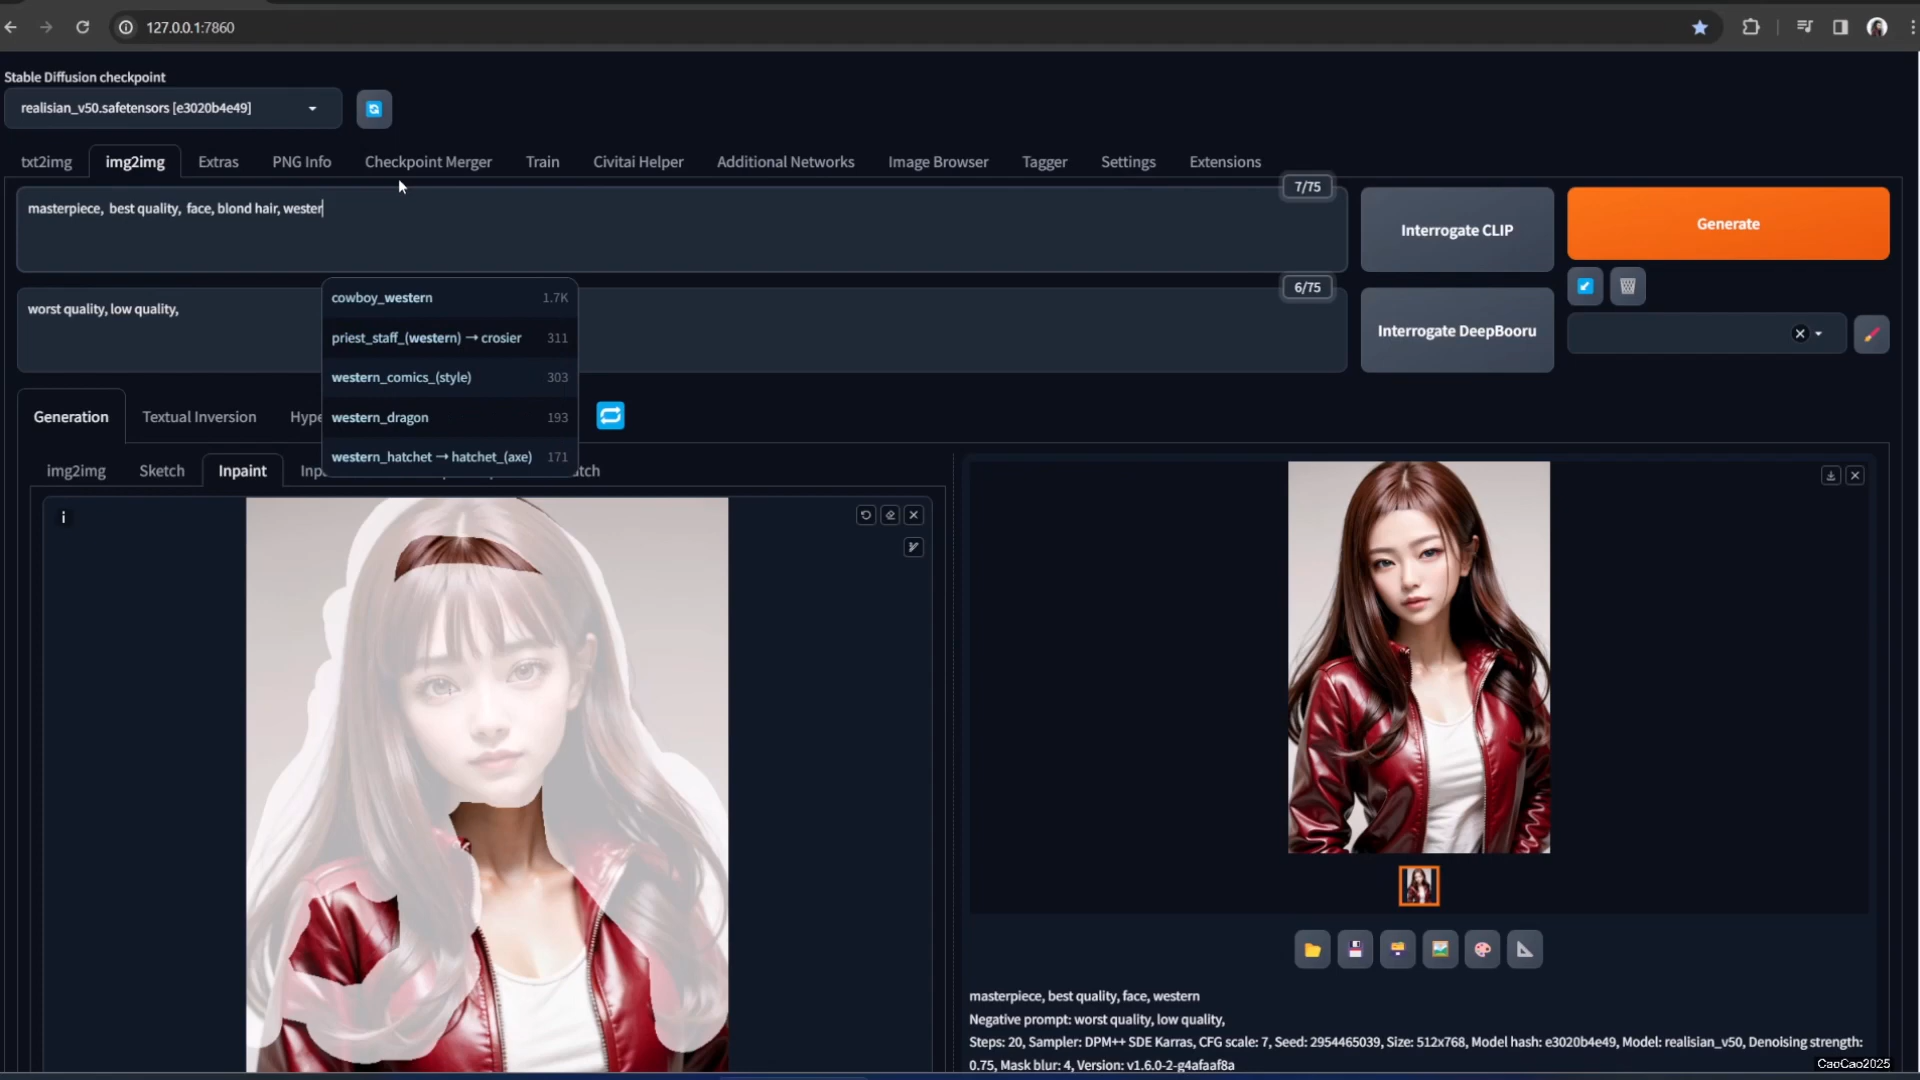 127.0.0.1:7860
Stable Diffusion checkpoint
realisian_v50.safetensors [e3020b4e49]
txt2img img2img Extras PNG Info Checkpoint Merger Train Civitai Helper Additional Networks Image Browser Tagger Settings Extensions
7/75
masterpiece, best quality, face, blond hair, wester
Interrogate CLIP
Generate
6/75
worst quality, low quality,
Interrogate DeepBooru
cowboy_western 1.7K
priest_staff_(western) → crosier 311
western_comics_(style) 303
western_dragon 193
western_hatchet → hatchet_(axe) 171
Generation Textual Inversion Hype
img2img Sketch Inpaint Inp atch
masterpiece, best quality, face, western
Negative prompt: worst quality, low quality,
Steps: 20, Sampler: DPM++ SDE Karras, CFG scale: 7, Seed: 2954465039, Size: 512x768, Model hash: e3020b4e49, Model: realisian_v50, Denoising strength:
0.75, Mask blur: 4, Version: v1.6.0-2-g4afaaf8a
CaoCao2025